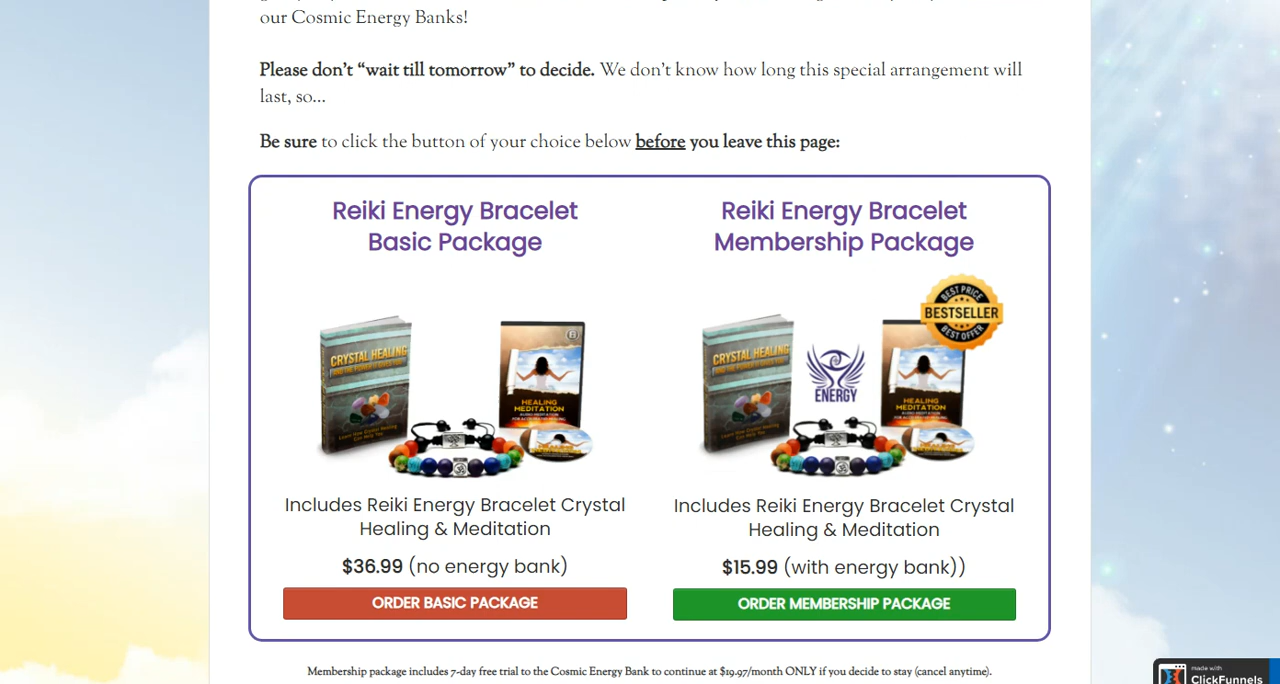 our Cosmic Energy Banks!
Please don't “wait till tomorrow” to decide. We don't know how long this special arrangement will
last, so...
Be sure to click the button of your choice below before you leave this page:
Reiki Energy Bracelet
Basic Package
Reiki Energy Bracelet
Membership Package
CRYSTAL HEALING
HEALING
MEDITATION
CRYSTAL HEALING
ENERGY
HEALING
MEDITATION
BEST PRICE
BESTSELLER
BEST OFFER
Includes Reiki Energy Bracelet Crystal
Healing & Meditation
$36.99 (no energy bank)
ORDER BASIC PACKAGE
Includes Reiki Energy Bracelet Crystal
Healing & Meditation
$15.99 (with energy bank))
ORDER MEMBERSHIP PACKAGE
Membership package includes 7-day free trial to the Cosmic Energy Bank to continue at $19.97/month ONLY if you decide to stay (cancel anytime).
made with
ClickFunnels